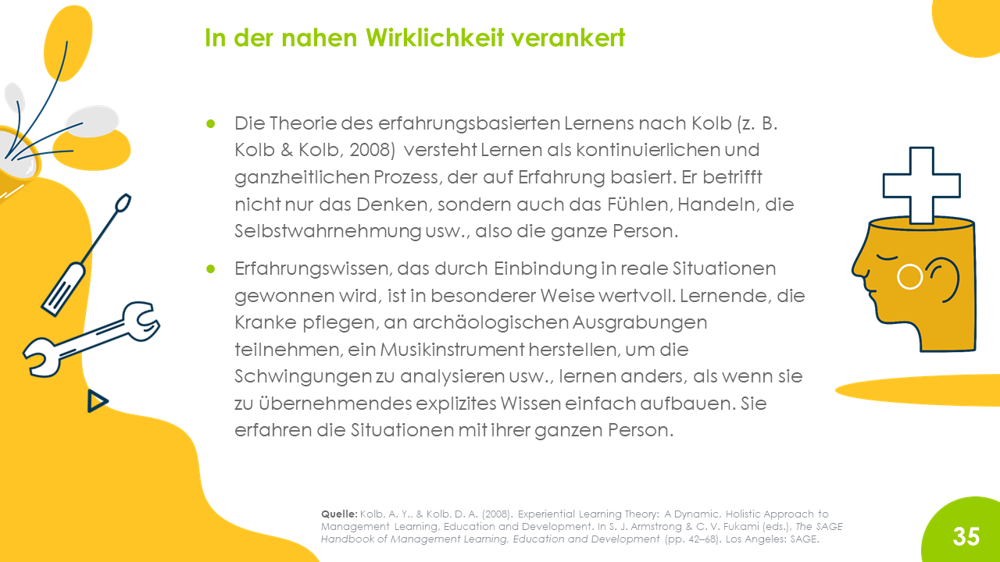 In der nahen Wirklichkeit verankert
● Die Theorie des erfahrungsbasierten Lernens nach Kolb (z. B.
Kolb & Kolb, 2008) versteht Lernen als kontinuierlichen und
ganzheitlichen Prozess, der auf Erfahrung basiert. Er betrifft
nicht nur das Denken, sondern auch das Fühlen, Handeln, die
Selbstwahrnehmung usw., also die ganze Person.
● Erfahrungswissen, das durch Einbindung in reale Situationen
gewonnen wird, ist in besonderer Weise wertvoll. Lernende, die
Kranke pflegen, an archäologischen Ausgrabungen
teilnehmen, ein Musikinstrument herstellen, um die
Schwingungen zu analysieren usw., lernen anders, als wenn sie
zu übernehmendes explizites Wissen einfach aufbauen. Sie
erfahren die Situationen mit ihrer ganzen Person.
Quelle: Kolb, A. Y., & Kolb, D. A. (2008). Experiential Learning Theory: A Dynamic, Holistic Approach to
Management Learning, Education and Development. In S. J. Armstrong & C. V. Fukami (eds.), The SAGE
Handbook of Management Learning, Education and Development (pp. 42–68). Los Angeles: SAGE.
35